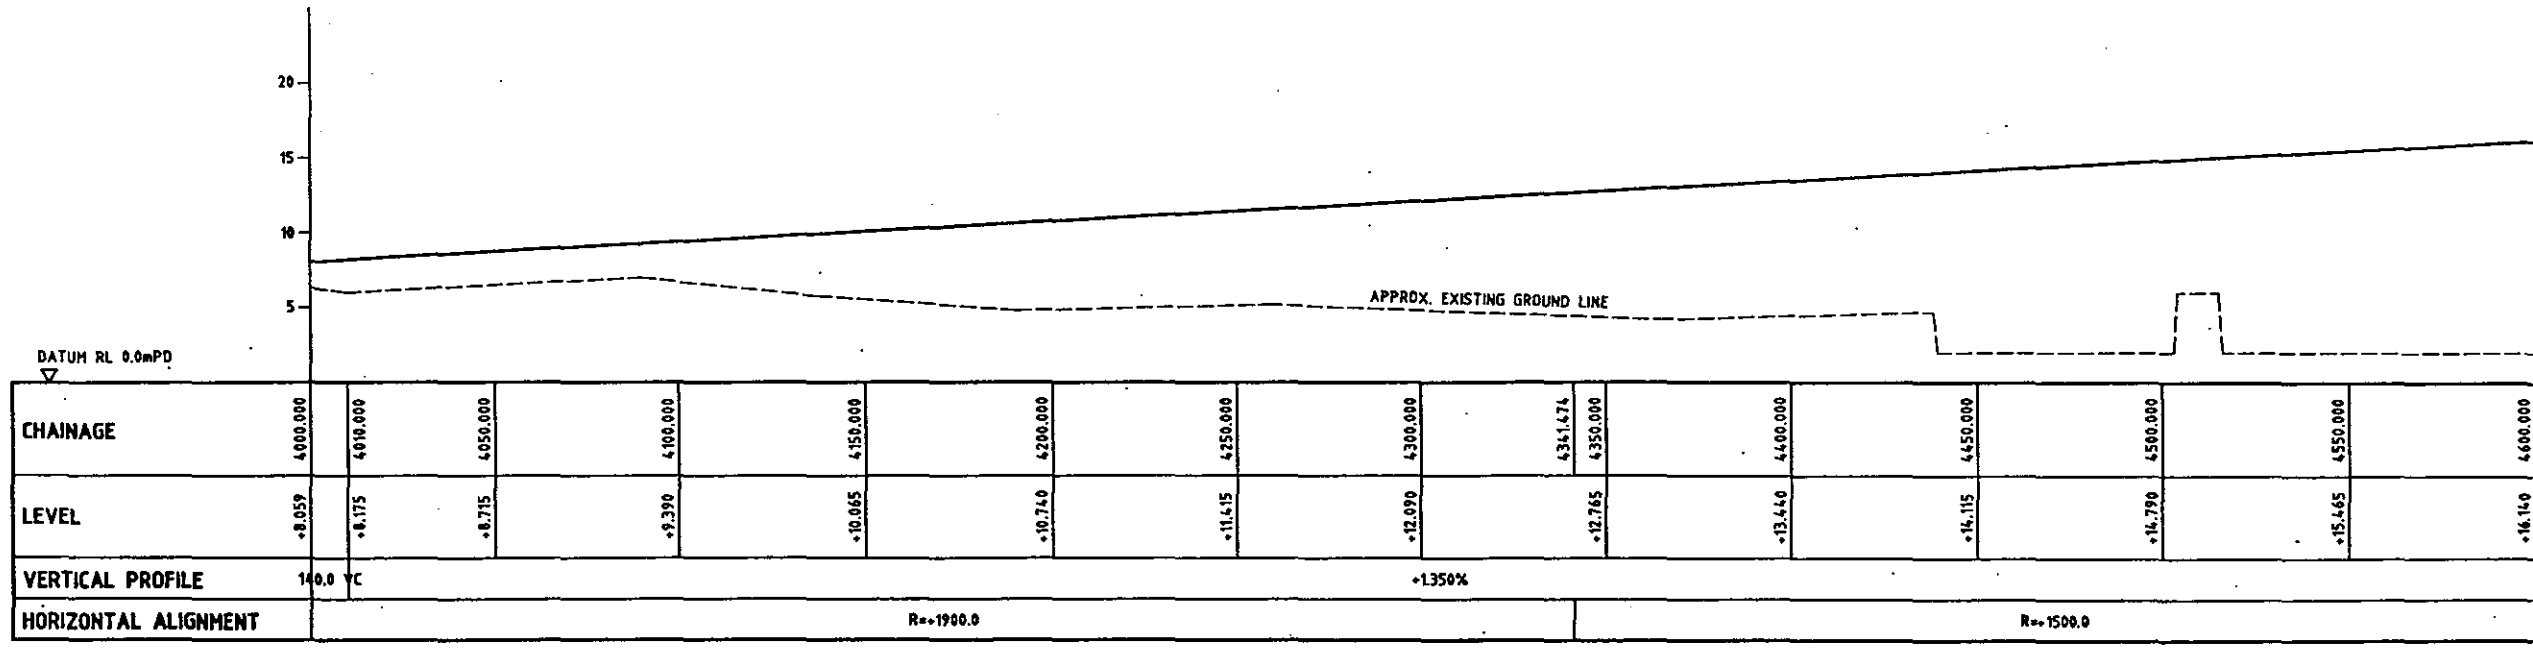 20
15
10
5
APPROX. EXISTING GROUND LINE
DATUM RL 0.0mPD
CHAINAGE 4000.000 4010.000 4050.000 4100.000 4150.000 4200.000 4250.000 4300.000 4341.474 4350.000 4400.000 4450.000 4500.000 4550.000 4600.000
LEVEL +8.059 +8.175 +8.715 +9.390 +10.065 +10.740 +11.415 +12.090 +12.765 +13.440 +14.115 +14.790 +15.465 +16.140
VERTICAL PROFILE 140.0 VC +1.350%
HORIZONTAL ALIGNMENT R=+1900.0 R=+1500.0